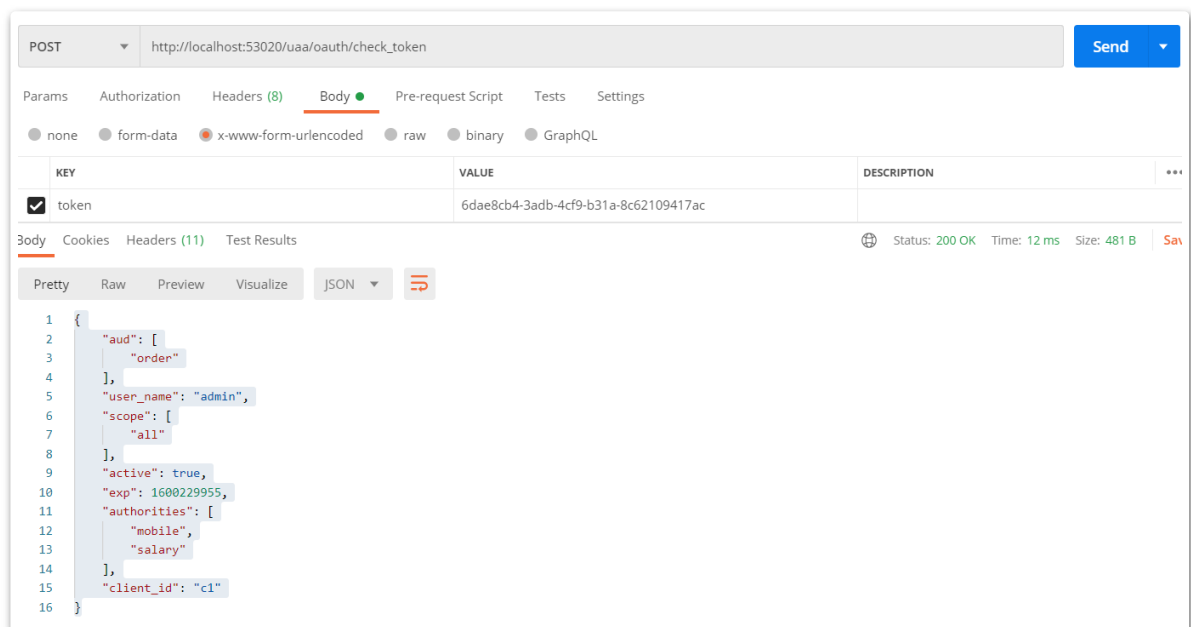 POST http://localhost:53020/uaa/oauth/check_token Send
Params Authorization Headers (8) Body Pre-request Script Tests Settings
none form-data x-www-form-urlencoded raw binary GraphQL
KEY VALUE DESCRIPTION
token 6dae8cb4-3adb-4cf9-b31a-8c62109417ac
Body Cookies Headers (11) Test Results Status: 200 OK Time: 12 ms Size: 481 B Sav
Pretty Raw Preview Visualize JSON
1 {
2 "aud": [
3 "order"
4 ],
5 "user_name": "admin",
6 "scope": [
7 "all"
8 ],
9 "active": true,
10 "exp": 1600229955,
11 "authorities": [
12 "mobile",
13 "salary"
14 ],
15 "client_id": "c1"
16 }